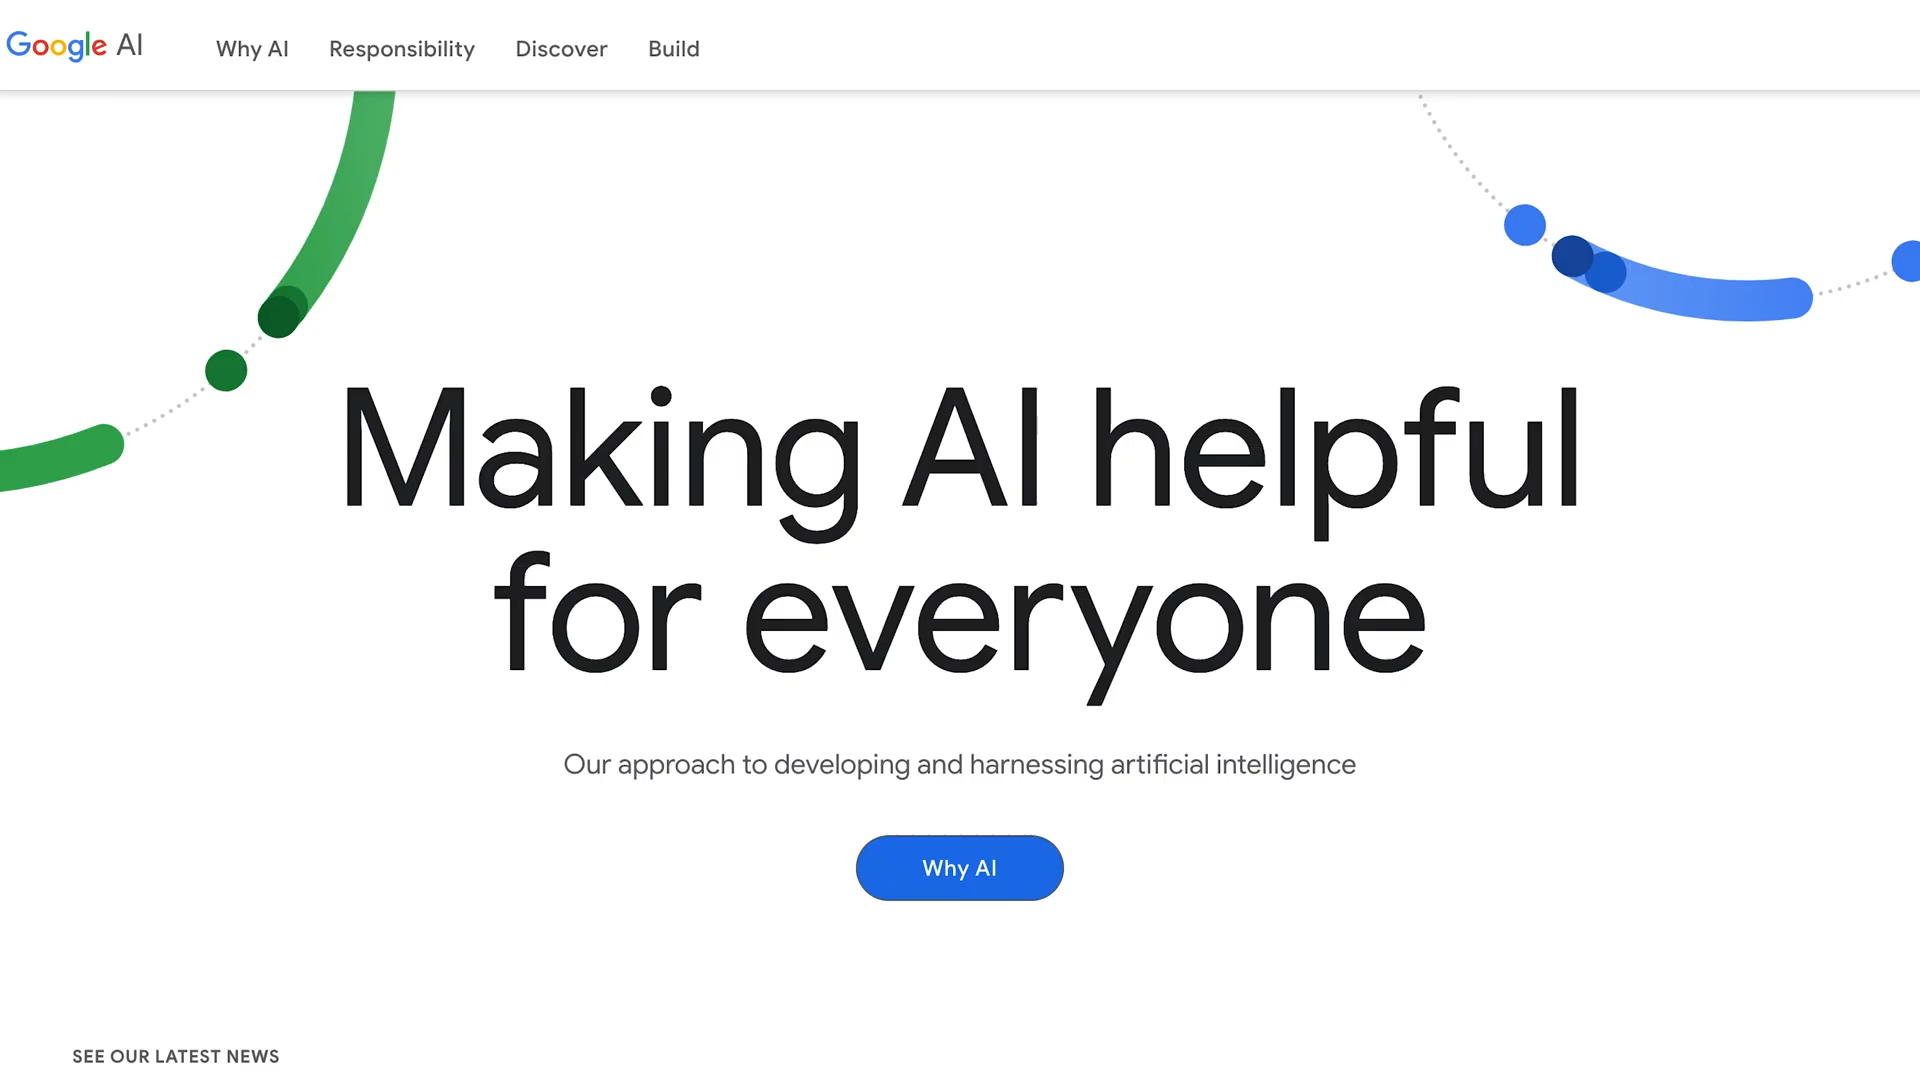 Google AI
Why AI
Responsibility
Discover
Build
Making AI helpful
for everyone
Our approach to developing and harnessing artificial intelligence
Why AI
SEE OUR LATEST NEWS